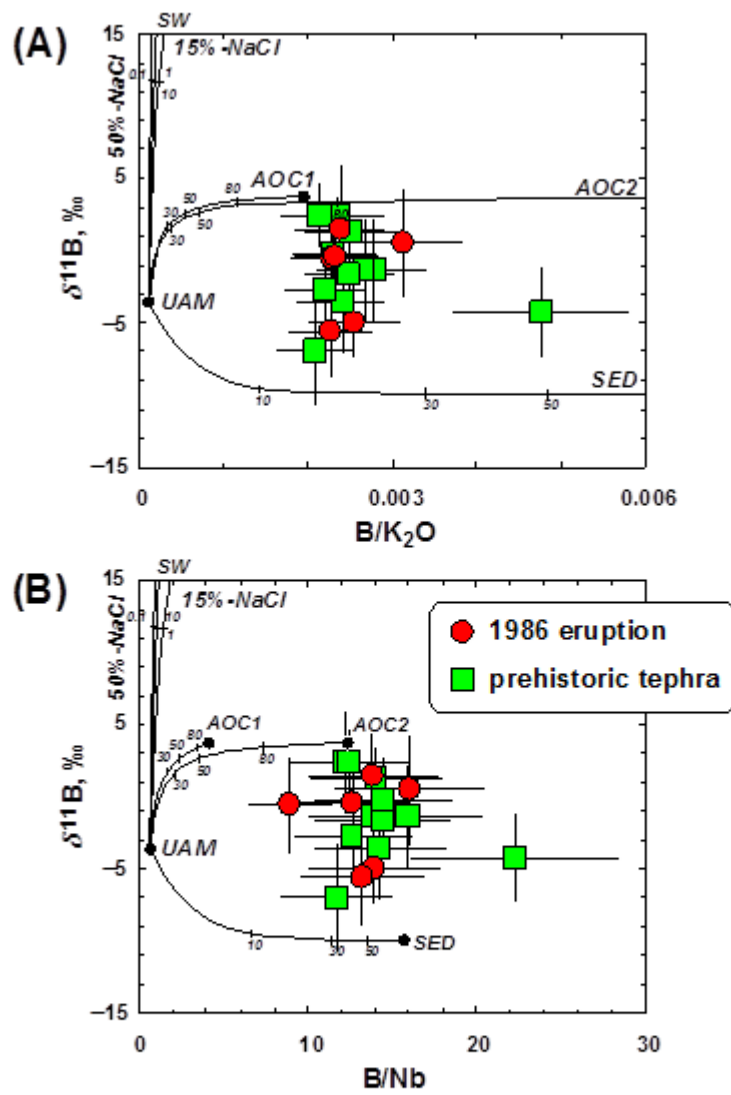 (A)
SW
15
15%-NaCl
0.1
1
10
50%-NaCl
5
AOC1
AOC2
80
50
30
30
50
80
UAM
−5
SED
10
30
50
−15
0
0.003
0.006
δ¹¹B, ‰
B/K₂O
(B)
SW
15
15%-NaCl
0.1
10
1
50%-NaCl
1986 eruption
prehistoric tephra
5
AOC1
AOC2
80
50
30
30
50
80
UAM
−5
SED
10
30
50
−15
0
10
20
30
δ¹¹B, ‰
B/Nb